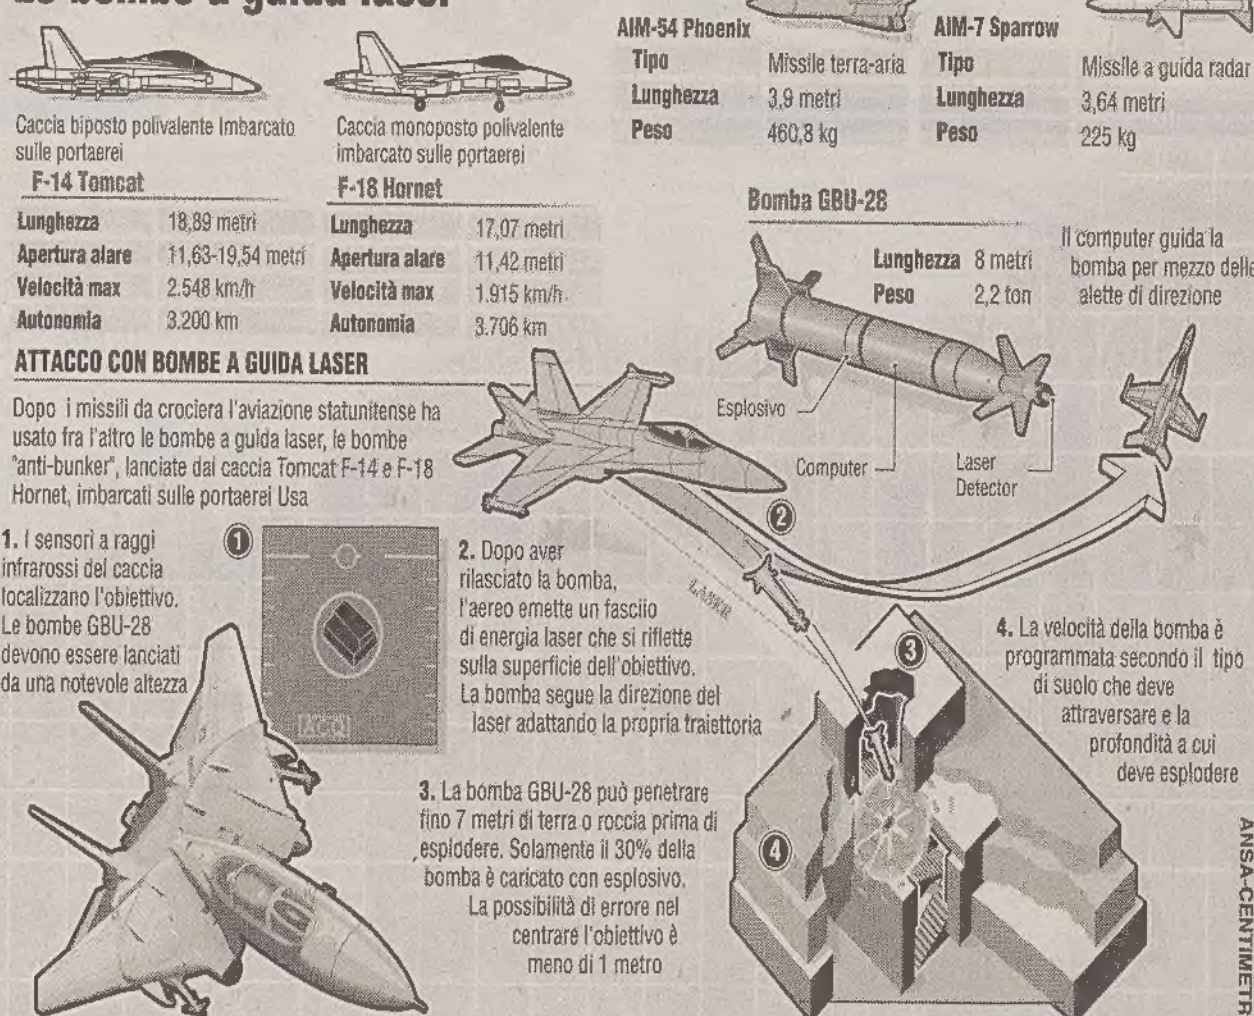 Le bombe a guida laser
Caccia biposto polivalente Imbarcato
sulle portaerei
F-14 Tomcat
Lunghezza 18,89 metri
Apertura alare 11,63-19,54 metri
Velocità max 2.548 km/h
Autonomia 3.200 km
Caccia monoposto polivalente
imbarcato sulle portaerei
F-18 Hornet
Lunghezza 17,07 metri
Apertura alare 11,42 metri
Velocità max 1.915 km/h
Autonomia 3.706 km
AIM-54 Phoenix
Tipo Missile terra-aria
Lunghezza 3,9 metri
Peso 460,8 kg
AIM-7 Sparrow
Tipo Missile a guida radar
Lunghezza 3,64 metri
Peso 225 kg
Bomba GBU-28
Lunghezza 8 metri
Peso 2,2 ton
Il computer guida la
bomba per mezzo delle
alette di direzione
Esplosivo
Computer
Laser
Detector
ATTACCO CON BOMBE A GUIDA LASER
Dopo i missili da crociera l'aviazione statunitense ha
usato fra l'altro le bombe a guida laser, le bombe
"anti-bunker", lanciate dai caccia Tomcat F-14 e F-18
Hornet, imbarcati sulle portaerei Usa
1. I sensori a raggi
infrarossi del caccia
localizzano l'obiettivo.
Le bombe GBU-28
devono essere lanciati
da una notevole altezza
1
ACQ
2
LASER
2. Dopo aver
rilasciato la bomba,
l'aereo emette un fasciio
di energia laser che si riflette
sulla superficie dell'obiettivo.
La bomba segue la direzione del
laser adattando la propria traiettoria
3. La bomba GBU-28 può penetrare
fino 7 metri di terra o roccia prima di
esplodere. Solamente il 30% della
bomba è caricato con esplosivo.
La possibilità di errore nel
centrare l'obiettivo è
meno di 1 metro
3
4
4. La velocità della bomba è
programmata secondo il tipo
di suolo che deve
attraversare e la
profondità a cui
deve esplodere
ANSA-CENTIMETR